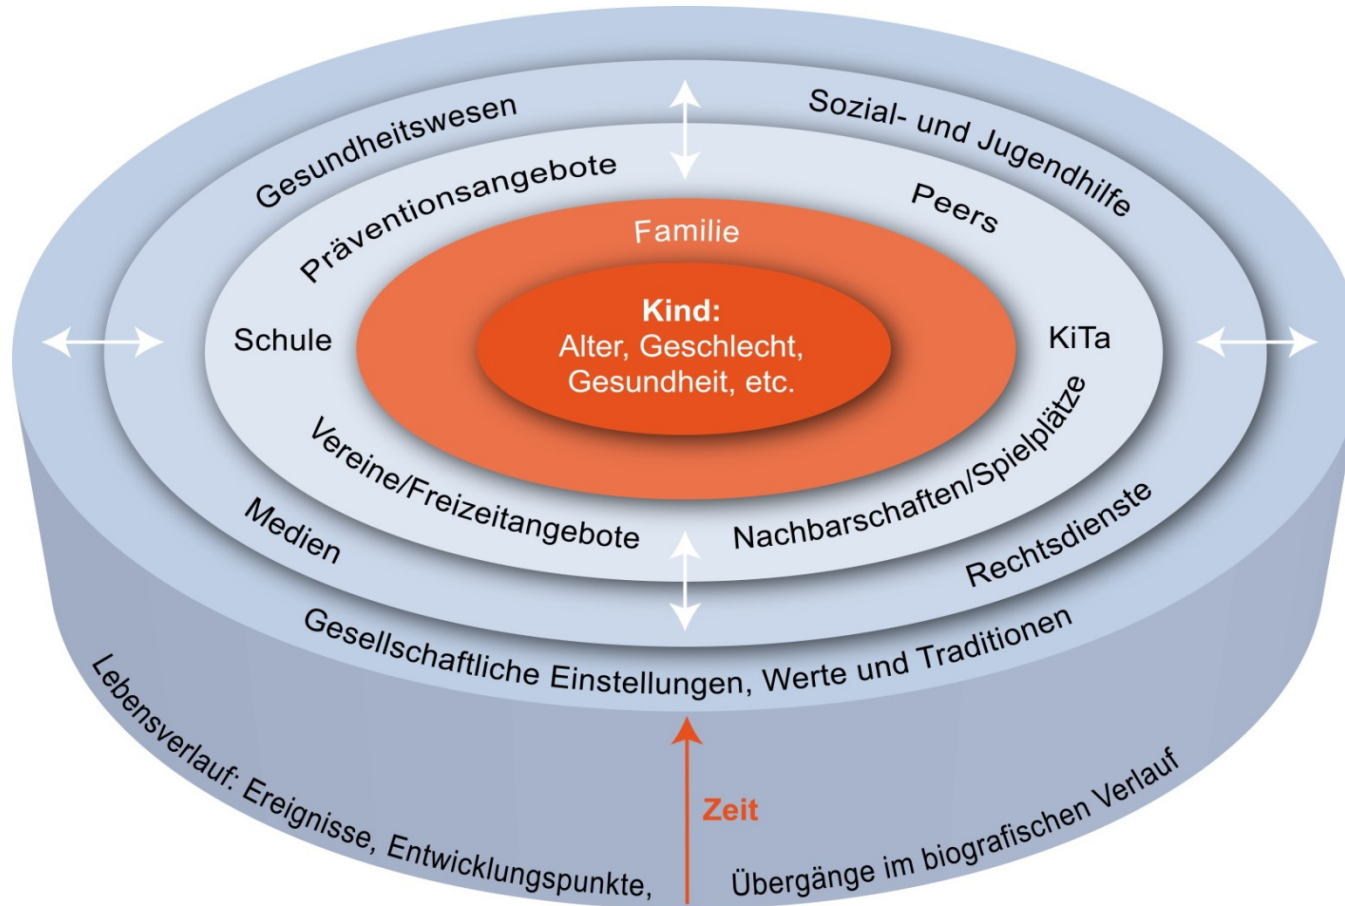 Gesundheitswesen
Sozial- und Jugendhilfe
Präventionsangebote
Peers
Familie
Kind:
Alter, Geschlecht,
Gesundheit, etc.
Schule
KiTa
Vereine/Freizeitangebote
Nachbarschaften/Spielplätze
Medien
Rechtsdienste
Gesellschaftliche Einstellungen, Werte und Traditionen
Zeit
Lebensverlauf: Ereignisse, Entwicklungspunkte,
Übergänge im biografischen Verlauf